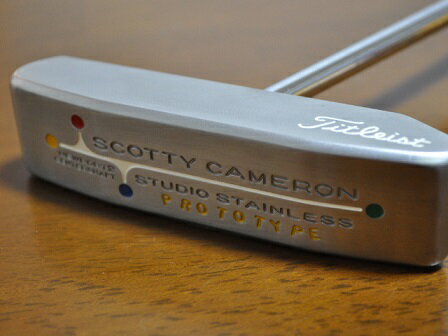 Titleist
SCOTTY CAMERON
STUDIO STAINLESS
PROTOTYPE